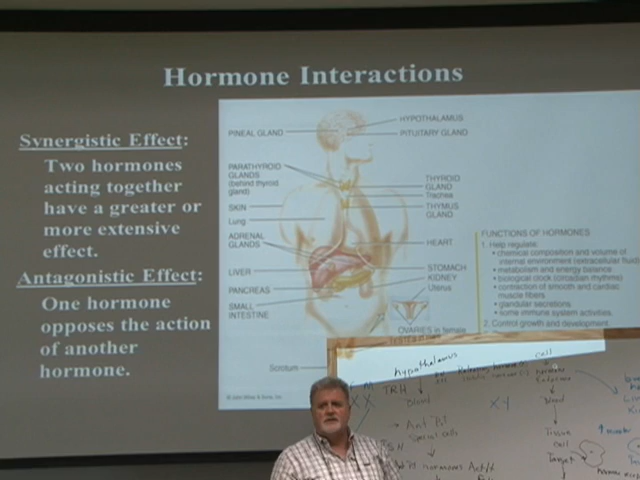 Hormone Interactions
Synergistic Effect:
Two hormones
acting together
have a greater or
more extensive
effect.
Antagonistic Effect:
One hormone
opposes the action
of another
hormone.
PINEAL GLAND
HYPOTHALAMUS
PITUITARY GLAND
PARATHYROID
GLANDS
(behind thyroid
gland)
THYROID
GLAND
Trachea
SKIN
THYMUS
GLAND
Lung
ADRENAL
GLANDS
HEART
LIVER
STOMACH
KIDNEY
PANCREAS
Uterus
SMALL
INTESTINE
OVARIES in female
Scrotum
FUNCTIONS OF HORMONES
1. Help regulate:
• chemical composition and volume of
internal environment (extracellular fluid)
• metabolism and energy balance
• biological clock (circadian rhythms)
• contraction of smooth and cardiac
muscle fibers
• glandular secretions
• some immune system activities
2. Control growth and development
hypothalamus
cell
TRH
Blood
XX
XY
Blood
Ant Pit
Special cells
Tissue
Cell
Target